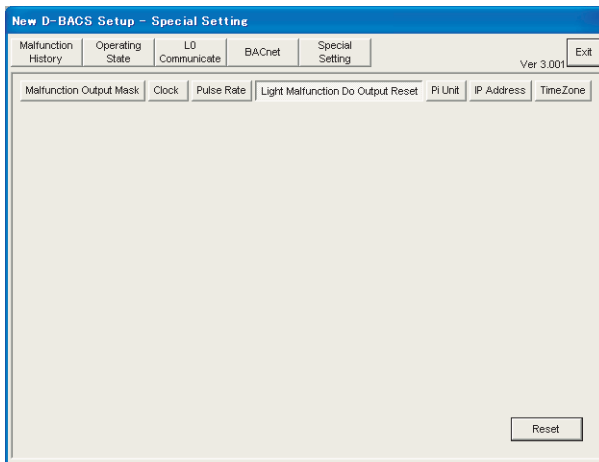 New D-BACS Setup - Special Setting
Malfunction History Operating State L0 Communicate BACnet Special Setting Ver 3.001 Exit
Malfunction Output Mask Clock Pulse Rate Light Malfunction Do Output Reset Pi Unit IP Address TimeZone
Reset